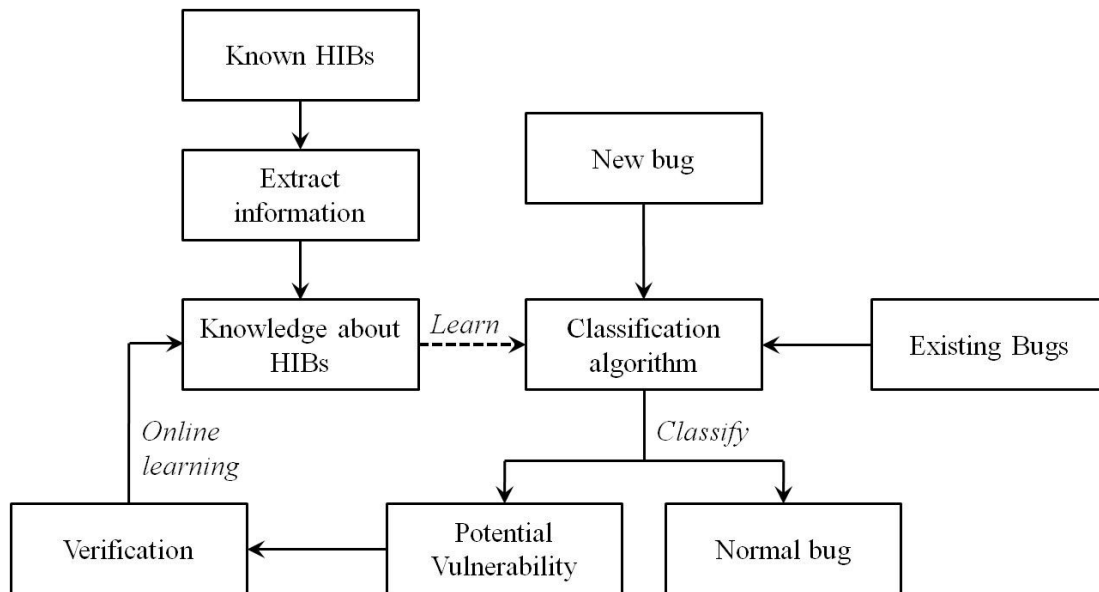 Known HIBs
Extract
information
New bug
Knowledge about
HIBs
Learn
Classification
algorithm
Existing Bugs
Online
learning
Classify
Verification
Potential
Vulnerability
Normal bug